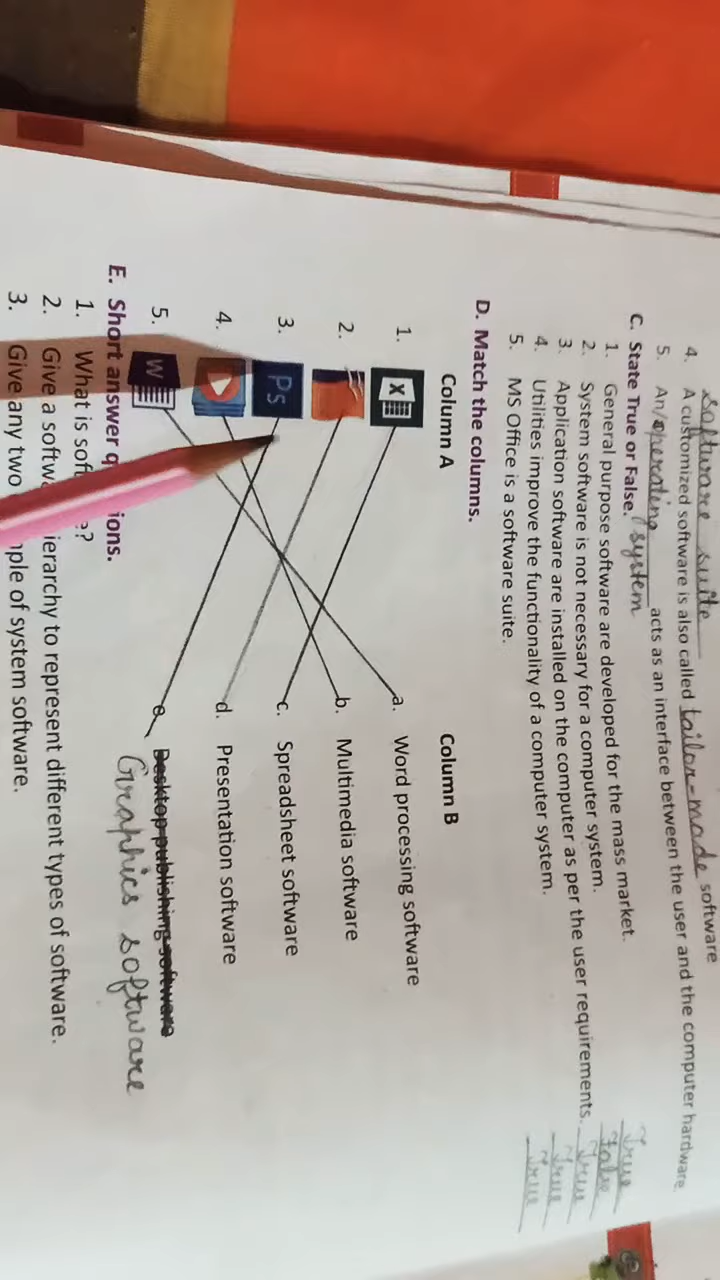 software suite
4. A customized software is also called tailor-made software
5. An/operating system acts as an interface between the user and the computer hardware.
C. State True or False.
1. General purpose software are developed for the mass market. True
2. System software is not necessary for a computer system. False
3. Application software are installed on the computer as per the user requirements. True
4. Utilities improve the functionality of a computer system. True
5. MS Office is a software suite. True
D. Match the columns.
Column A Column B
1. X a. Word processing software
2. b. Multimedia software
3. Ps c. Spreadsheet software
4. d. Presentation software
5. W e. Desktop publishing software
Graphics software
E. Short answer q ions.
1. What is sof e?
2. Give a softw ierarchy to represent different types of software.
3. Give any two ple of system software.